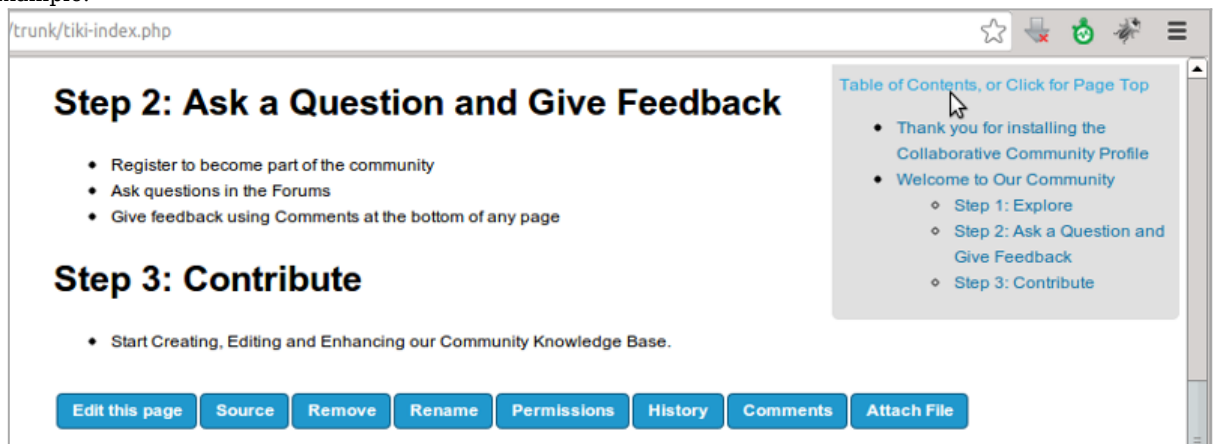 /trunk/tiki-index.php
Step 2: Ask a Question and Give Feedback
Register to become part of the community
Ask questions in the Forums
Give feedback using Comments at the bottom of any page
Step 3: Contribute
Start Creating, Editing and Enhancing our Community Knowledge Base.
Edit this page Source Remove Rename Permissions History Comments Attach File
Table of Contents, or Click for Page Top
Thank you for installing the
Collaborative Community Profile
Welcome to Our Community
Step 1: Explore
Step 2: Ask a Question and
Give Feedback
Step 3: Contribute